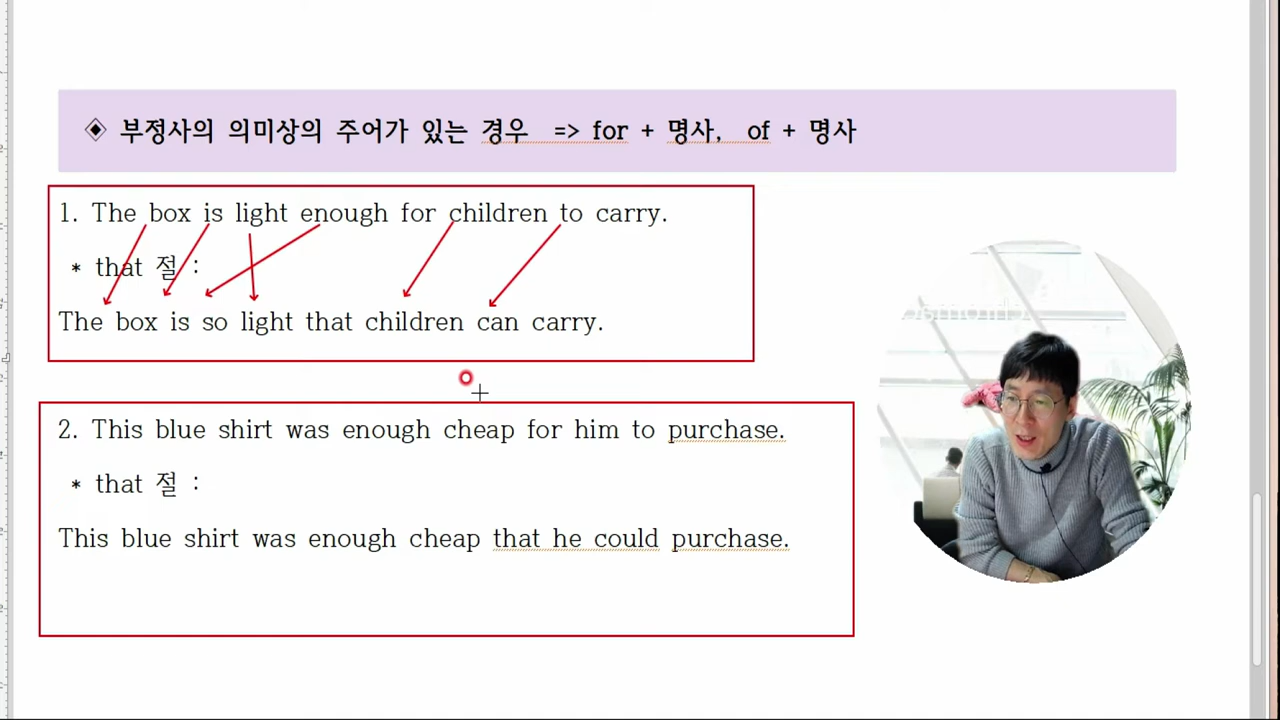 ◈ 부정사의 의미상의 주어가 있는 경우 => for + 명사, of + 명사
1. The box is light enough for children to carry.
* that 절 :
The box is so light that children can carry.
2. This blue shirt was enough cheap for him to purchase.
* that 절 :
This blue shirt was enough cheap that he could purchase.